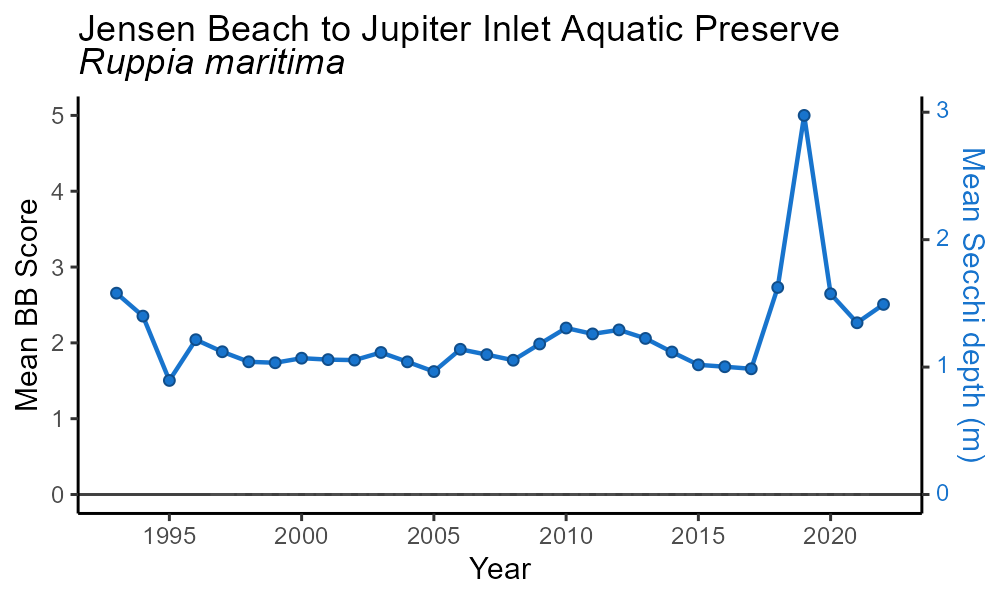 Jensen Beach to Jupiter Inlet Aquatic Preserve
Ruppia maritima
5
4
3
2
1
0
Mean BB Score
3
2
1
0
Mean Secchi depth (m)
1995 2000 2005 2010 2015 2020
Year